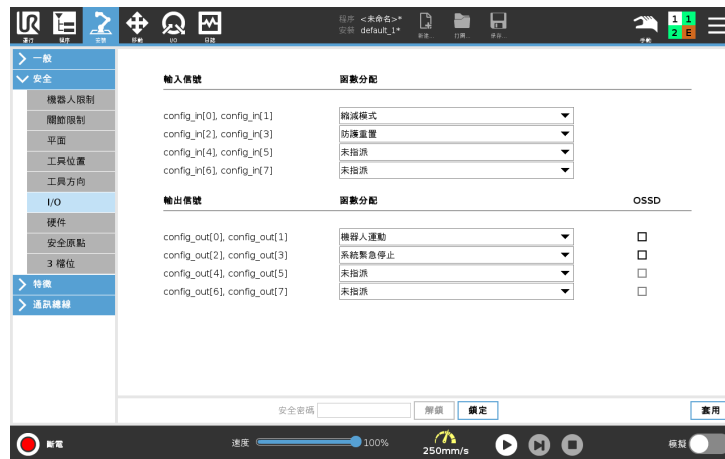 UR
運行
程序
安裝
移動
I/O
日誌
程序 <未命名>*
安裝 default_1*
新建...
打開...
保存...
手動
1 1
2 E
一般
安全
機器人限制
關節限制
平面
工具位置
工具方向
I/O
硬件
安全原點
3 檔位
特徵
通訊總線
輸入信號 函數分配
config_in[0], config_in[1] 縮減模式
config_in[2], config_in[3] 防護重置
config_in[4], config_in[5] 未指派
config_in[6], config_in[7] 未指派
輸出信號 函數分配 OSSD
config_out[0], config_out[1] 機器人運動
config_out[2], config_out[3] 系統緊急停止
config_out[4], config_out[5] 未指派
config_out[6], config_out[7] 未指派
安全密碼 解鎖 鎖定 套用
斷電 速度 100% 250mm/s 模擬